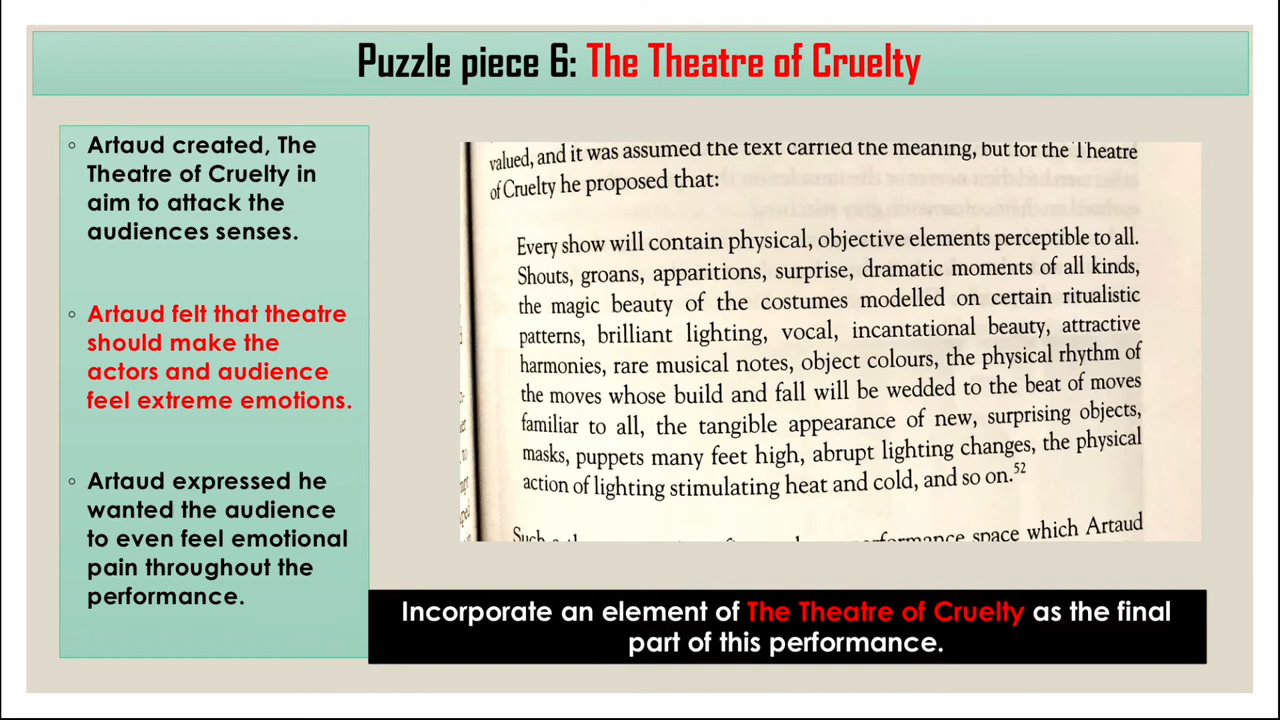 Puzzle piece 6: The Theatre of Cruelty
◦ Artaud created, The
Theatre of Cruelty in
aim to attack the
audiences senses.
◦ Artaud felt that theatre
should make the
actors and audience
feel extreme emotions.
◦ Artaud expressed he
wanted the audience
to even feel emotional
pain throughout the
performance.
valued, and it was assumed the text carried the meaning, but for the Theatre
of Cruelty he proposed that:
Every show will contain physical, objective elements perceptible to all.
Shouts, groans, apparitions, surprise, dramatic moments of all kinds,
the magic beauty of the costumes modelled on certain ritualistic
patterns, brilliant lighting, vocal, incantational beauty, attractive
harmonies, rare musical notes, object colours, the physical rhythm of
the moves whose build and fall will be wedded to the beat of moves
familiar to all, the tangible appearance of new, surprising objects,
masks, puppets many feet high, abrupt lighting changes, the physical
action of lighting stimulating heat and cold, and so on.52
Such performance space which Artaud
Incorporate an element of The Theatre of Cruelty as the final
part of this performance.